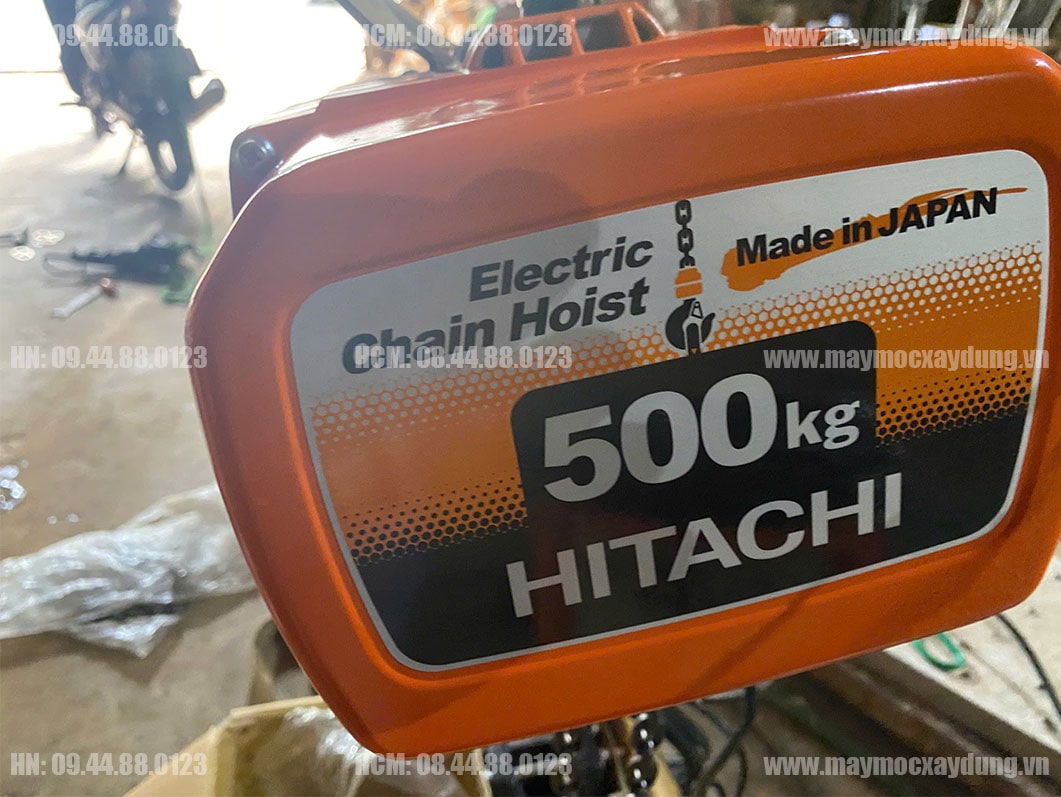 HN: 09.44.88.0123 HCM: 08.44.88.0123 www.maymocxaydung.vn
Made in JAPAN
Electric
Chain Hoist
HN: 09.44.88.0123 HCM: 08.44.88.0123 www.maymocxaydung.vn
500kg
HITACHI
HN: 09.44.88.0123 HCM: 08.44.88.0123 www.maymocxaydung.vn